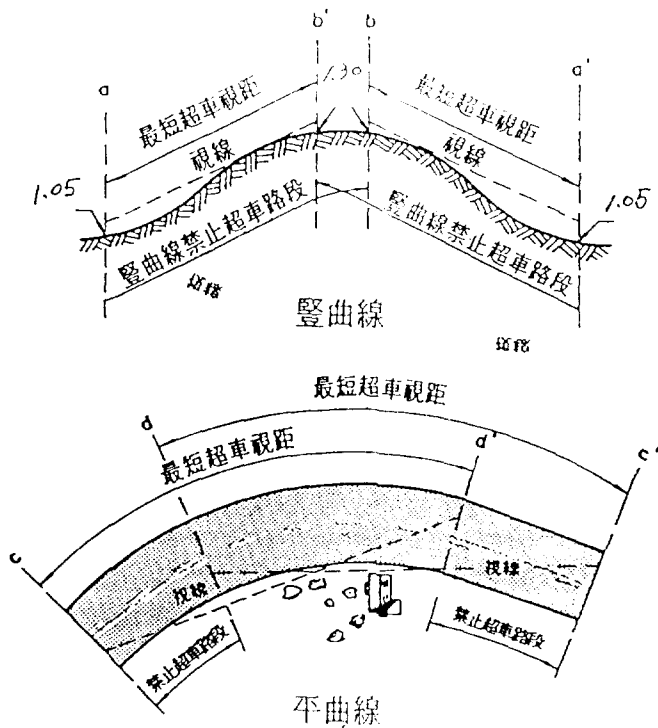 b' b
a 1.30 a'
最短超車視距 最短超車視距
視線 視線
1.05 1.05
豎曲線禁止超車路段 豎曲線禁止超車路段
豎曲線
最短超車視距
d
最短超車視距 d' c'
c
視線 視線
禁止超車路段 禁止超車路段
平曲線